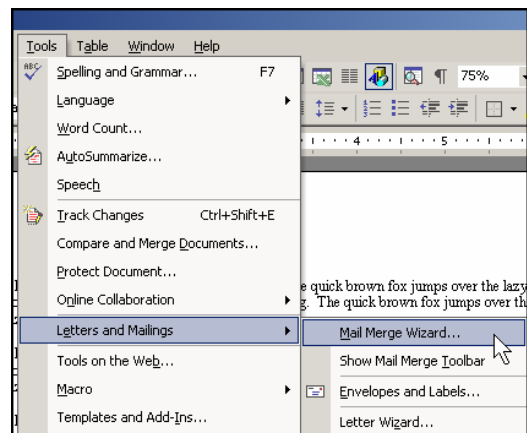 Tools Table Window Help
ABC Spelling and Grammar... F7
75%
Language
Word Count...
4 5
AutoSummarize...
Speech
Track Changes Ctrl+Shift+E
Compare and Merge Documents...
Protect Document...
e quick brown fox jumps over the lazy
Online Collaboration
g. The quick brown fox jumps over th
Letters and Mailings
Mail Merge Wizard...
Tools on the Web...
Show Mail Merge Toolbar
Macro
Envelopes and Labels...
Templates and Add-Ins...
Letter Wizard...